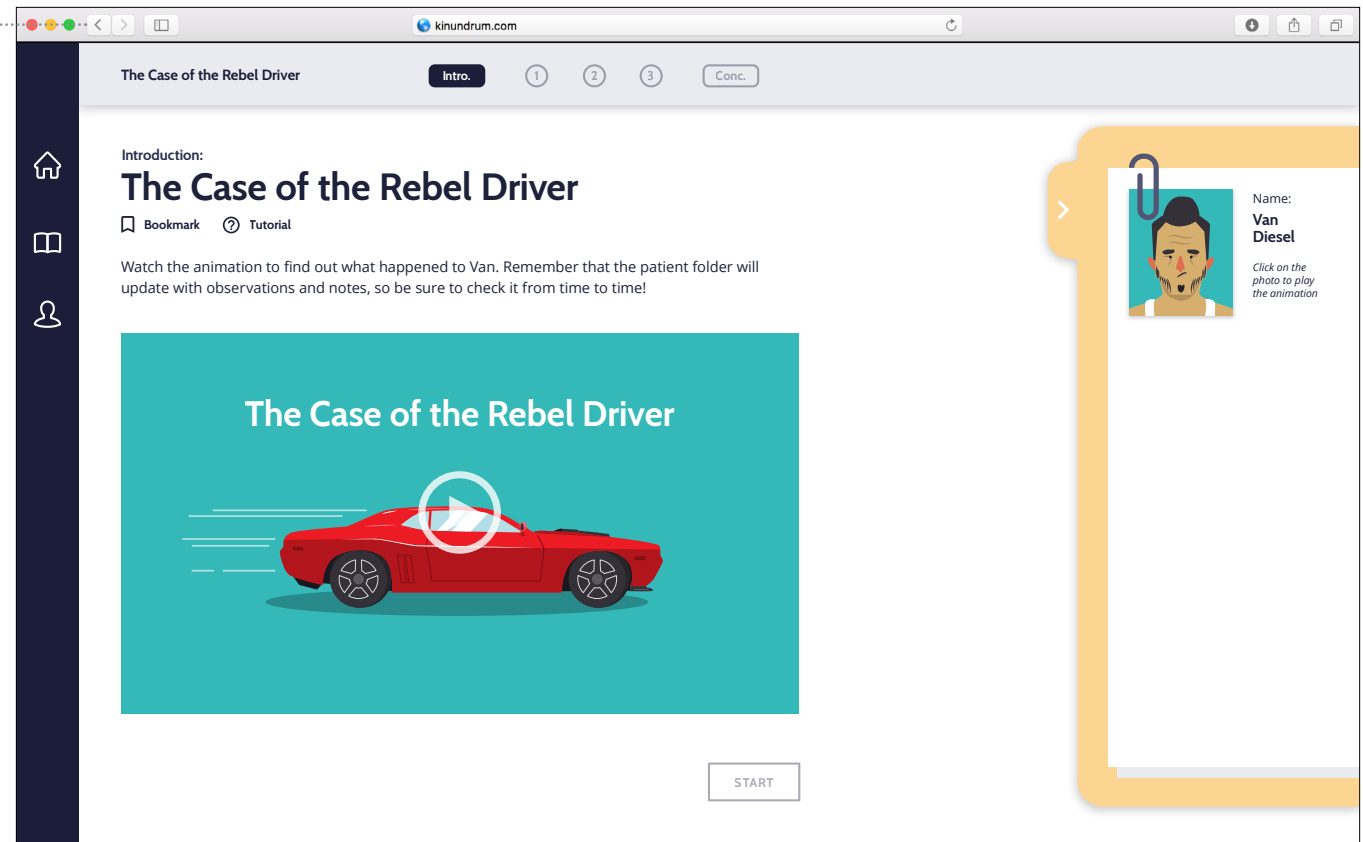 kinundrum.com
The Case of the Rebel Driver
Intro.
1
2
3
Conc.
Introduction:
The Case of the Rebel Driver
Bookmark
Tutorial
Watch the animation to find out what happened to Van. Remember that the patient folder will
update with observations and notes, so be sure to check it from time to time!
The Case of the Rebel Driver
START
Name:
Van
Diesel
Click on the
photo to play
the animation